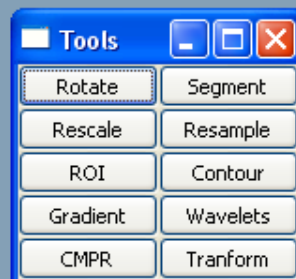 Tools
Rotate Segment
Rescale Resample
ROI Contour
Gradient Wavelets
CMPR Tranform